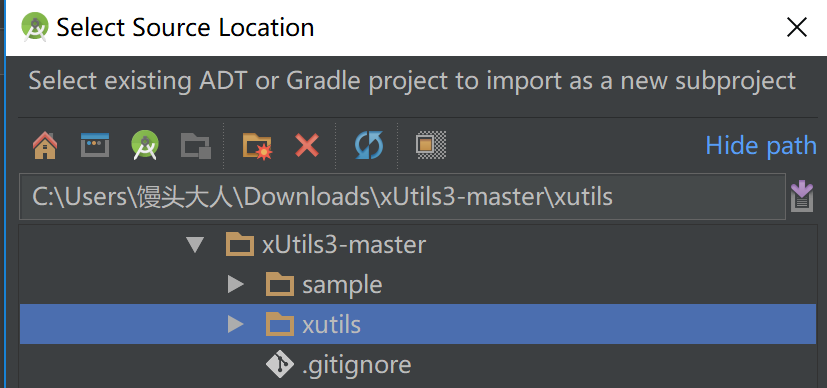 Select Source Location
Select existing ADT or Gradle project to import as a new subproject
Hide path
C:\Users\馒头大人\Downloads\xUtils3-master\xutils
xUtils3-master
sample
xutils
.gitignore